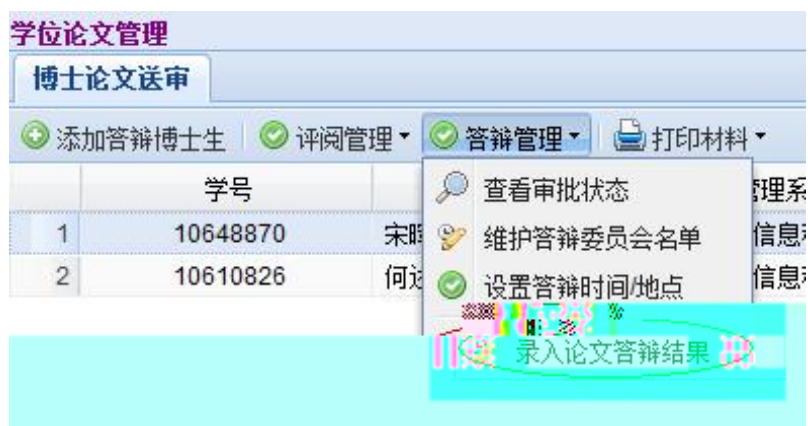 学位论文管理
博士论文送审
添加答辩博士生 评阅管理 答辩管理 打印材料
学号 查看审批状态 管理系
1 10648870 宋 维护答辩委员会名单 信息
2 10610826 何 设置答辩时间/地点 信息
录入论文答辩结果